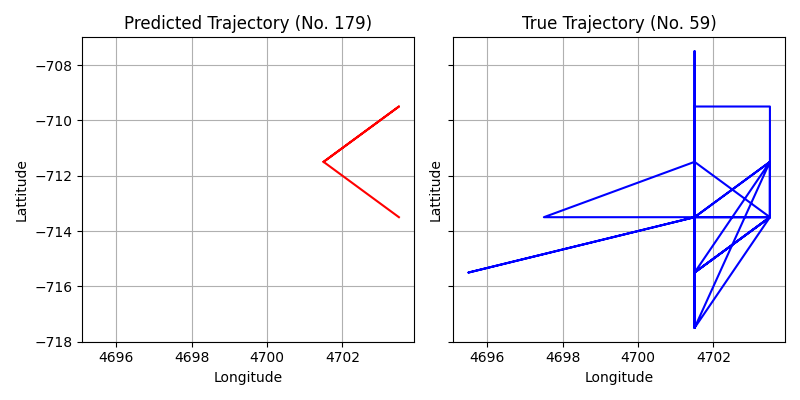 Predicted Trajectory (No. 179)
True Trajectory (No. 59)
Lattitude
−708
−710
−712
−714
−716
−718
4696
4698
4700
4702
Longitude
Lattitude
4696
4698
4700
4702
Longitude